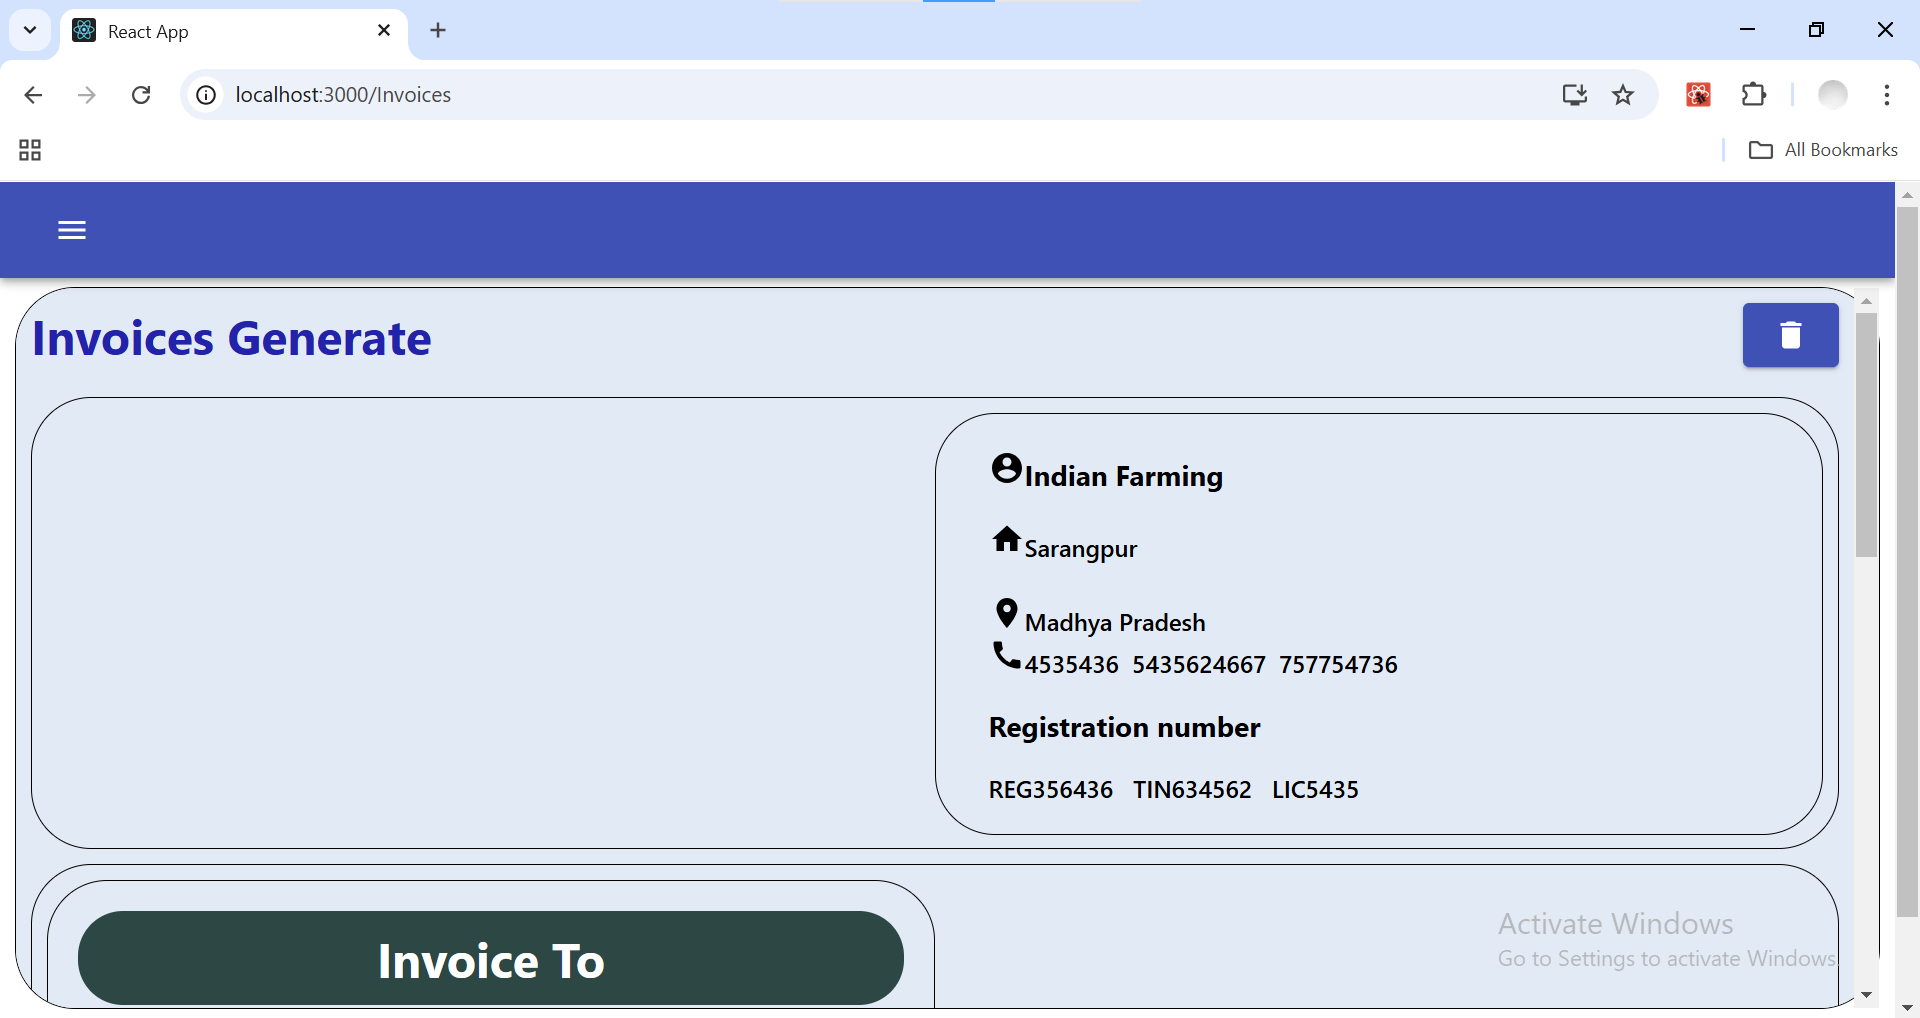 React App
localhost:3000/Invoices
All Bookmarks
Invoices Generate
Indian Farming
Sarangpur
Madhya Pradesh
4535436 5435624667 757754736
Registration number
REG356436 TIN634562 LIC5435
Invoice To
Activate Windows
Go to Settings to activate Windows.